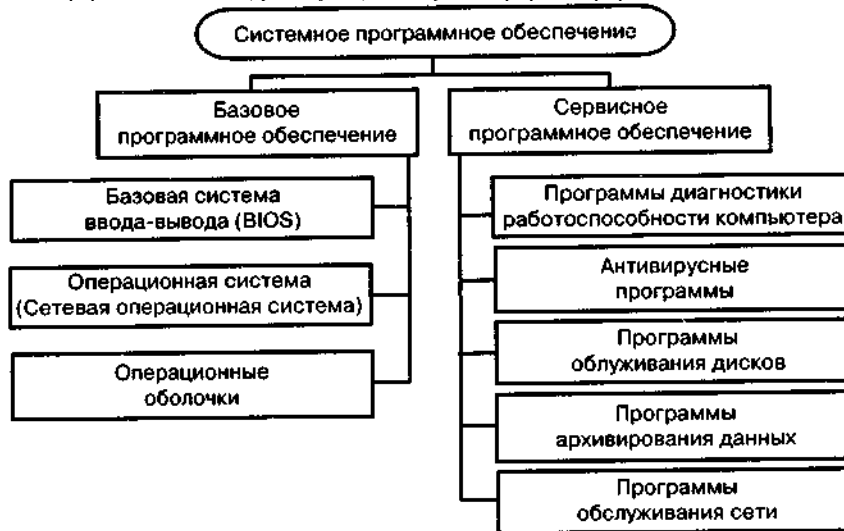 Системное программное обеспечение
Базовое
программное обеспечение
Сервисное
программное обеспечение
Базовая система
ввода-вывода (BIOS)
Операционная система
(Сетевая операционная система)
Операционные
оболочки
Программы диагностики
работоспособности компьютера
Антивирусные
программы
Программы
облуживания дисков
Программы
архивирования данных
Программы
обслуживания сети